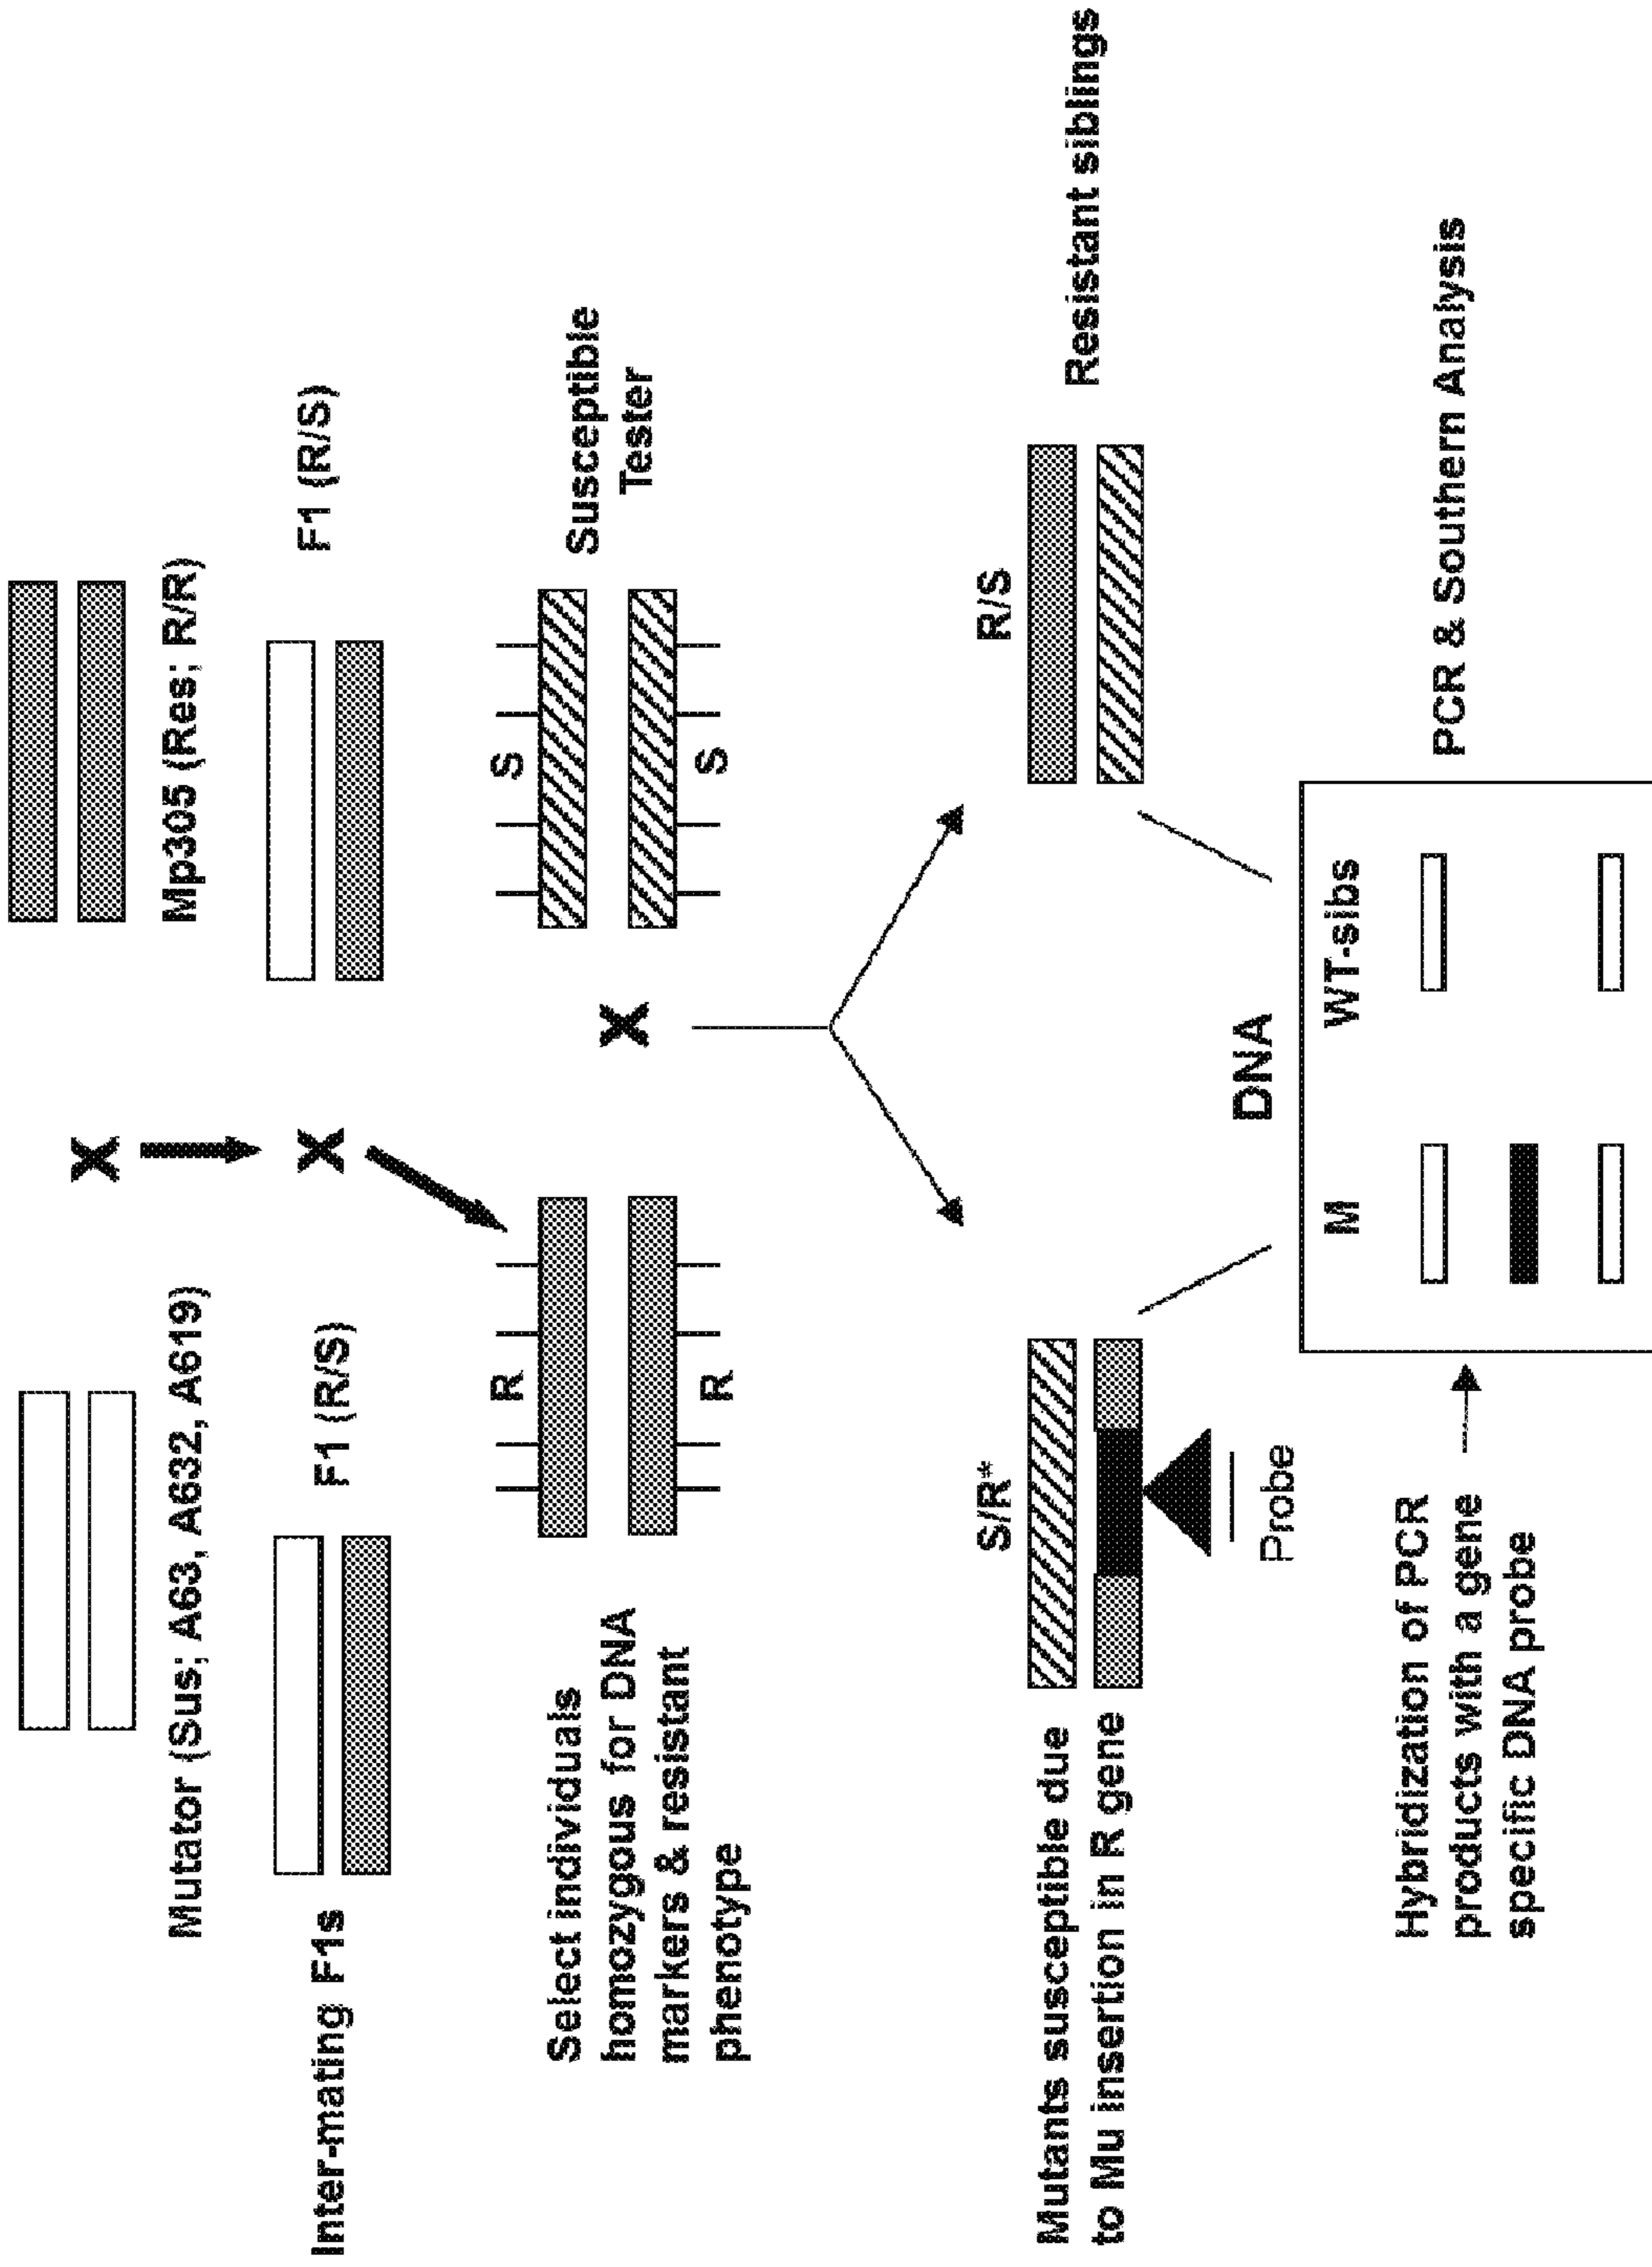 Mutator (Sus; A63, A632, A619)
Mp305 (Res; R/R)
X
Inter-mating F1s
F1 (R/S)
X
F1 (R/S)
Select individuals
homozygous for DNA
markers & resistant
phenotype
R
R
X
S
S
Susceptible
Tester
Mutants susceptible due
to Mu insertion in R gene
S/R*
Probe
R/S
Resistant siblings
DNA
Hybridization of PCR
products with a gene
specific DNA probe
M
WT-sibs
PCR & Southern Analysis